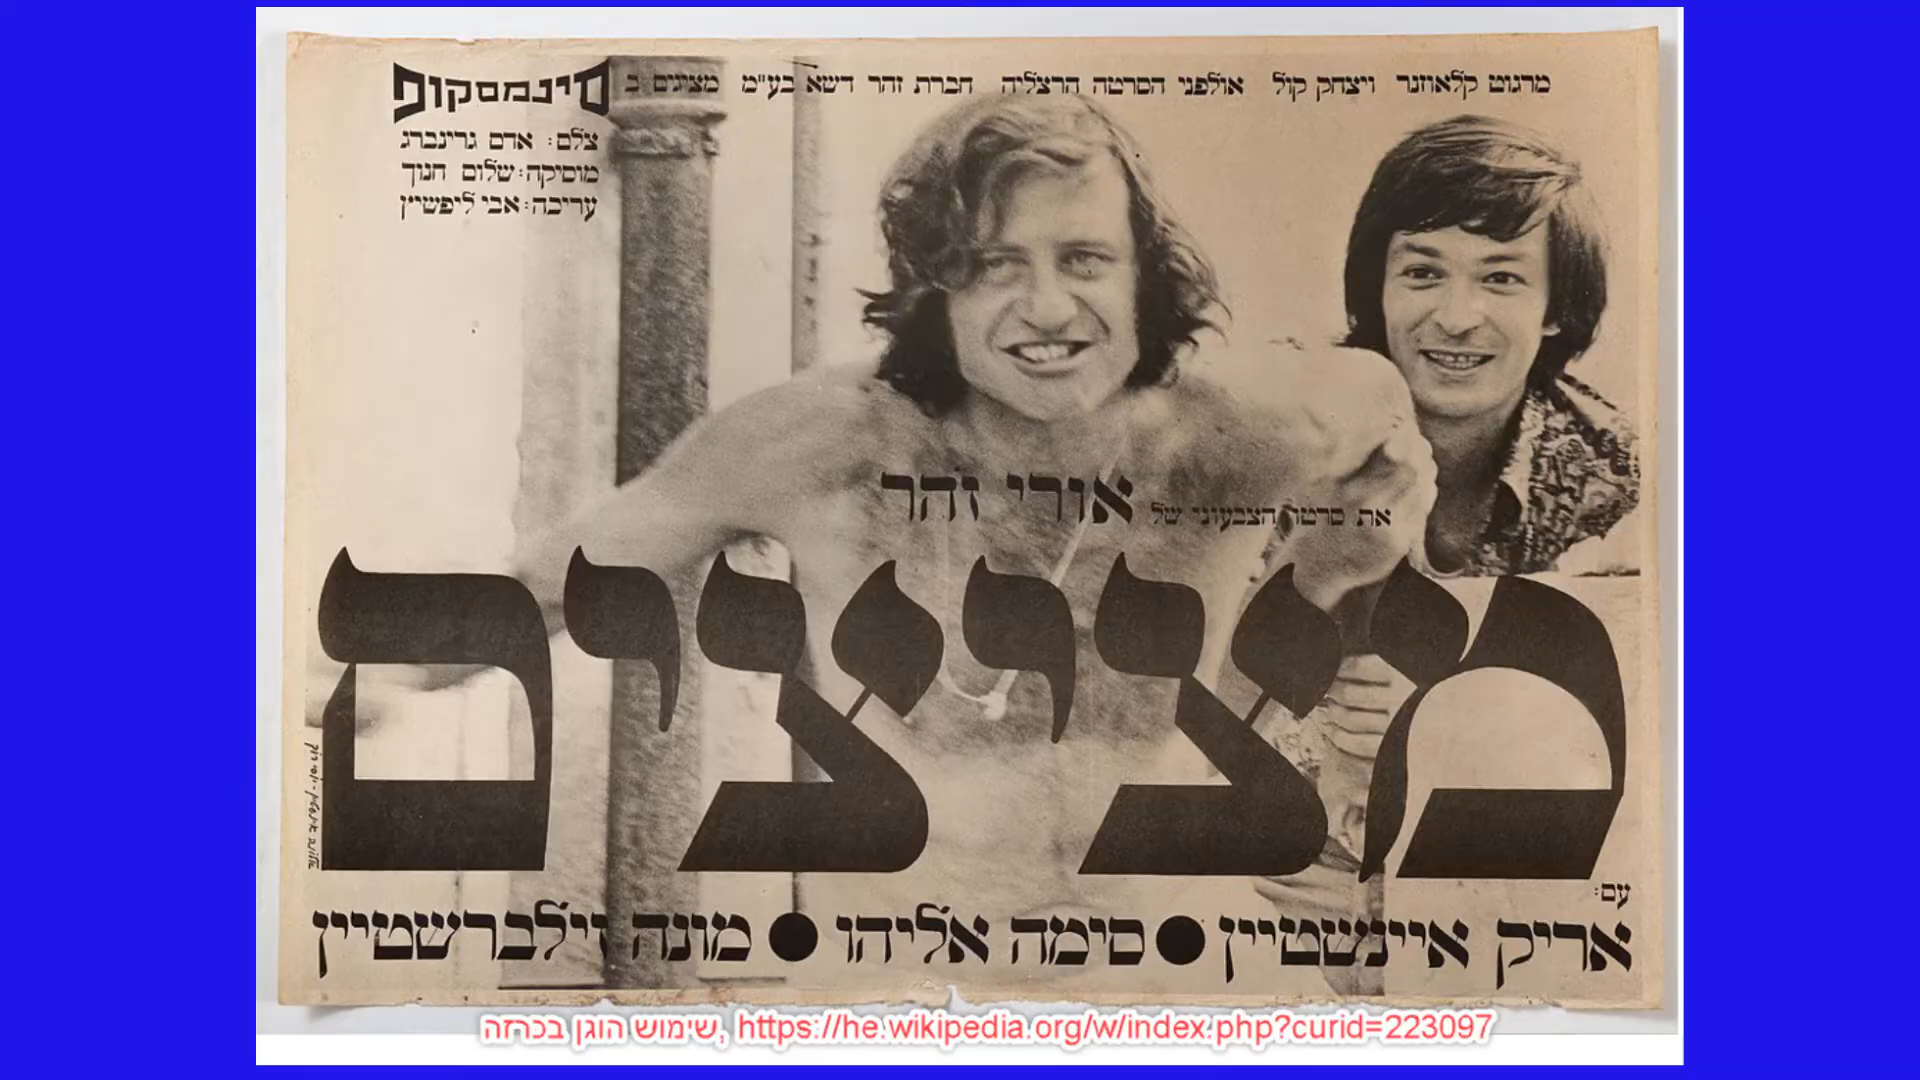 מרגוט קלאוזנר ויצחק קול אולפני הסרטה הרצליה חברת זהר דשא בע"מ מציגים ב
סינמסקופ
צלם: אדם גרינברג
מוסיקה: שלום חנוך
עריכה: אבי ליפשיץ
את סרטו הצבעוני של אורי זהר
מציצים
עם:
אריק איינשטיין ● סימה אליהו ● מונה זילברשטיין
שימוש הוגן בכרזה, https://he.wikipedia.org/w/index.php?curid=223097